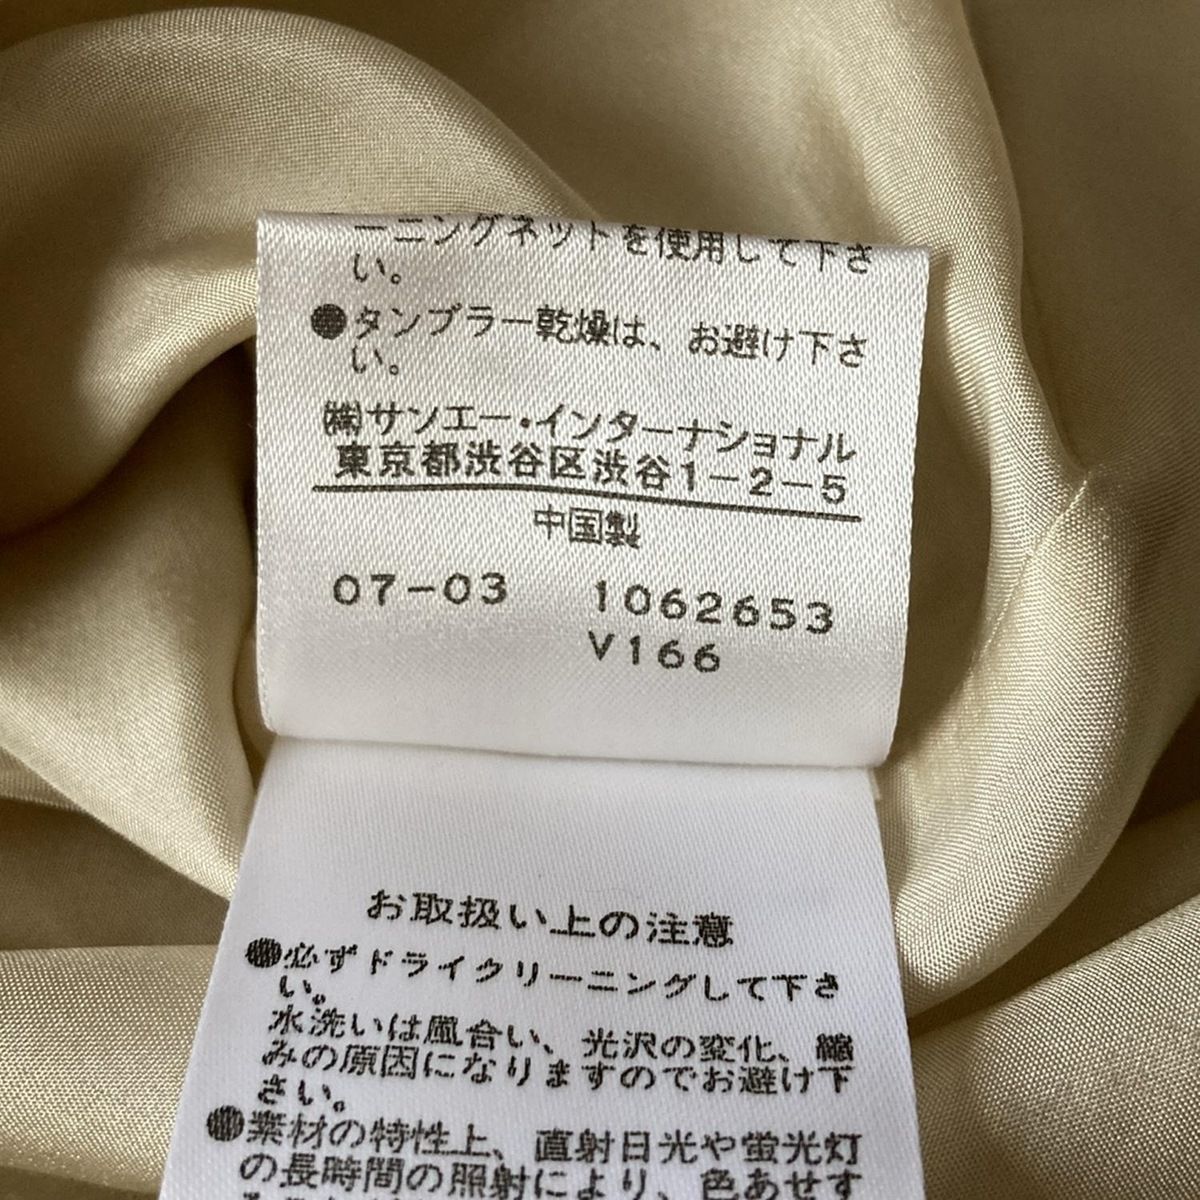 ーニングネットを使用して下さ
い。
●タンブラー乾燥は、お避け下さ
い。
㈱サンエー・インターナショナル
東京都渋谷区渋谷1-2-5
中国製
07-03 1062653
V166
お取扱い上の注意
●必ずドライクリーニングして下さ
い。
水洗いは風合い、光沢の変化、縮
みの原因になりますのでお避け下
さい。
●素材の特性上、直射日光や蛍光灯
の長時間の照射により、色あせす